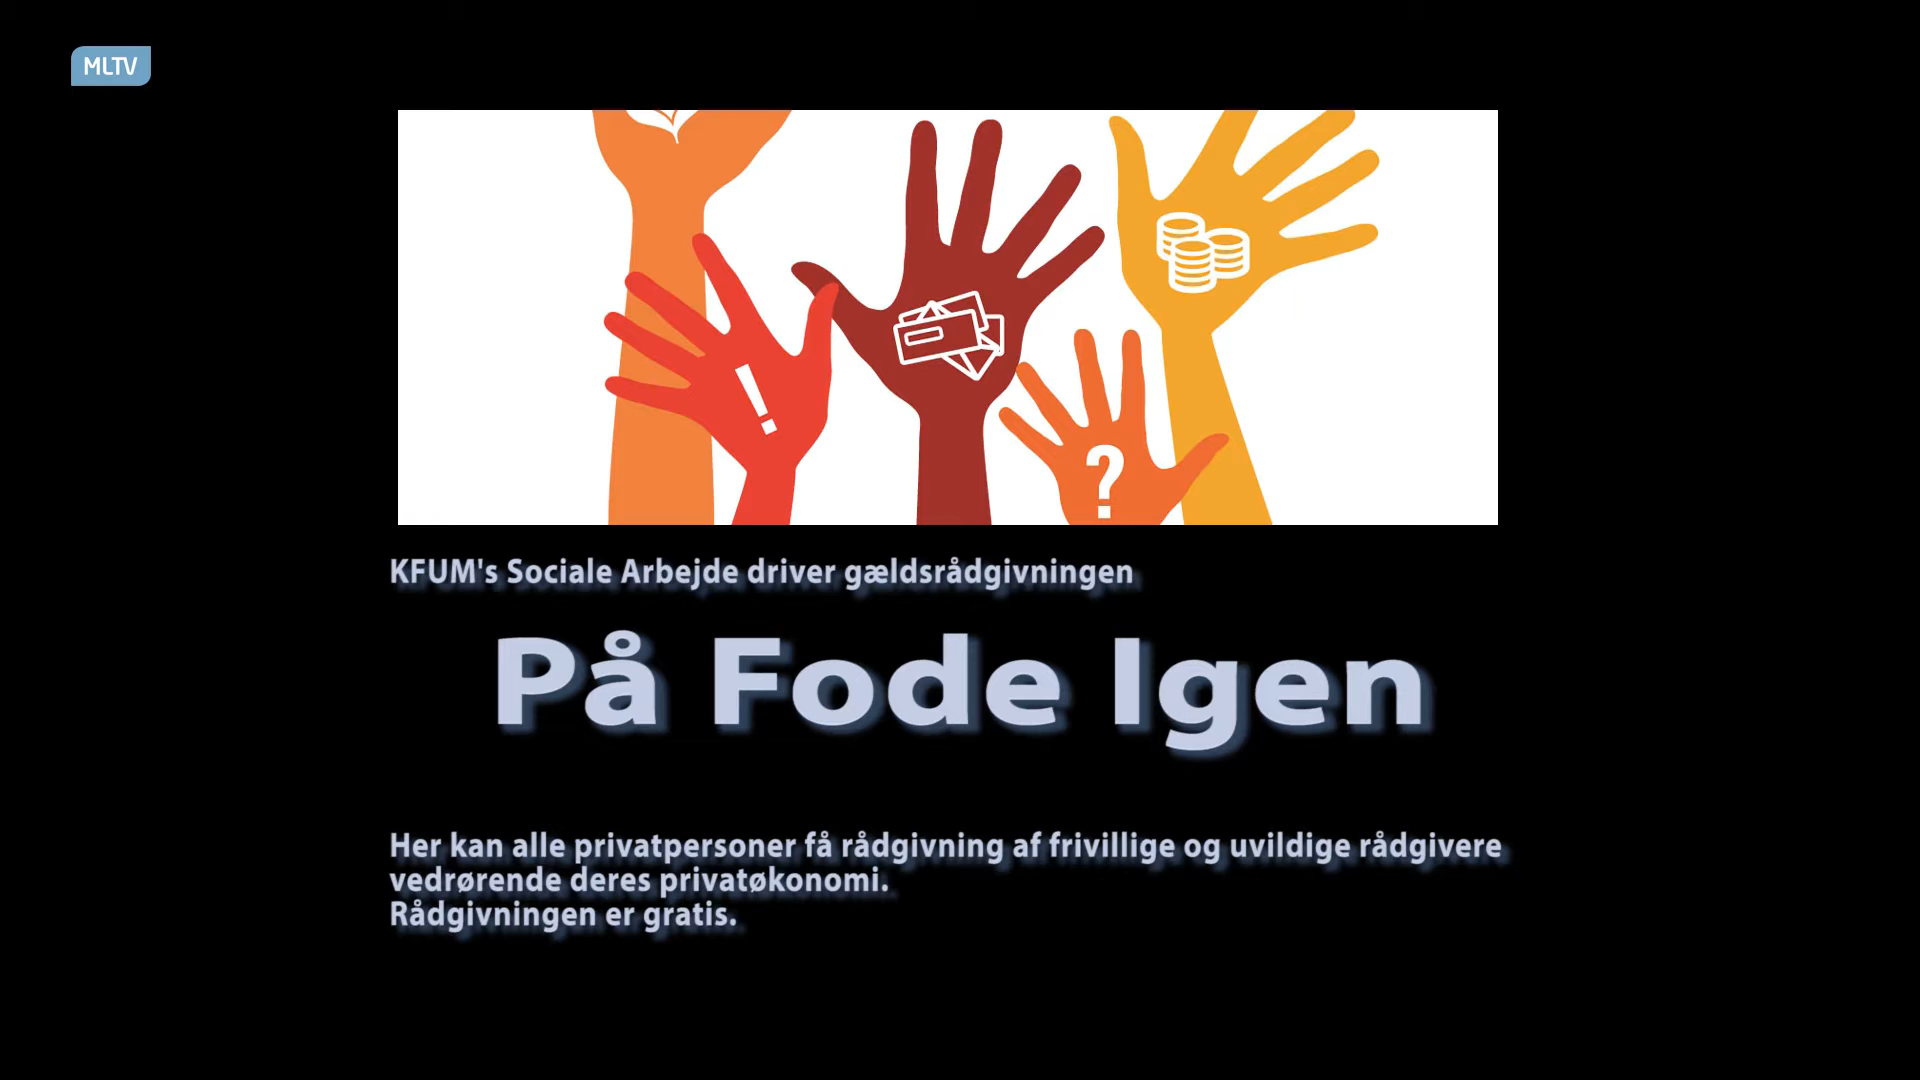 MLTV
!
?
KFUM's Sociale Arbejde driver gældsrådgivningen
På Fode Igen
Her kan alle privatpersoner få rådgivning af frivillige og uvildige rådgivere
vedrørende deres privatøkonomi.
Rådgivningen er gratis.